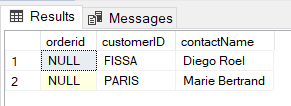 Results Messages
orderid customerID contactName
1 NULL FISSA Diego Roel
2 NULL PARIS Marie Bertrand